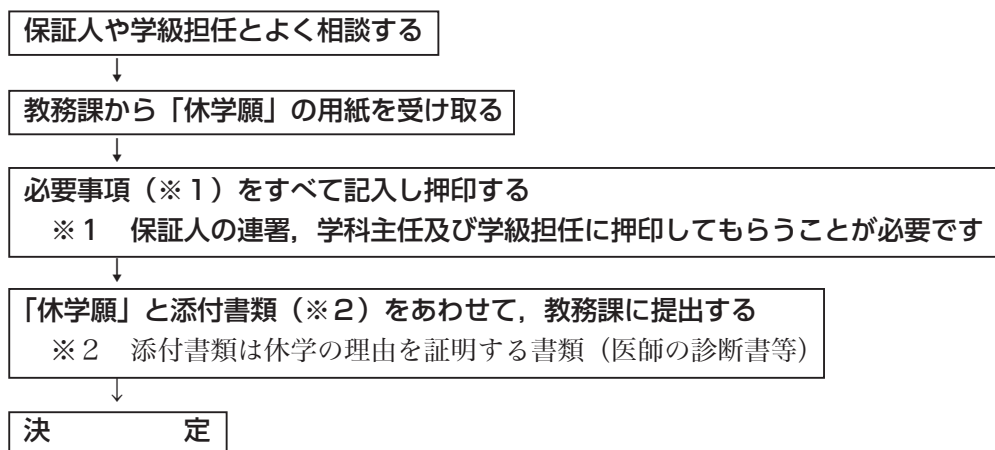 保証人や学級担任とよく相談する
↓
教務課から「休学願」の用紙を受け取る
↓
必要事項（※１）をすべて記入し押印する
※１　保証人の連署，学科主任及び学級担任に押印してもらうことが必要です
↓
「休学願」と添付書類（※２）をあわせて，教務課に提出する
※２　添付書類は休学の理由を証明する書類（医師の診断書等）
↓
決　　　　　定